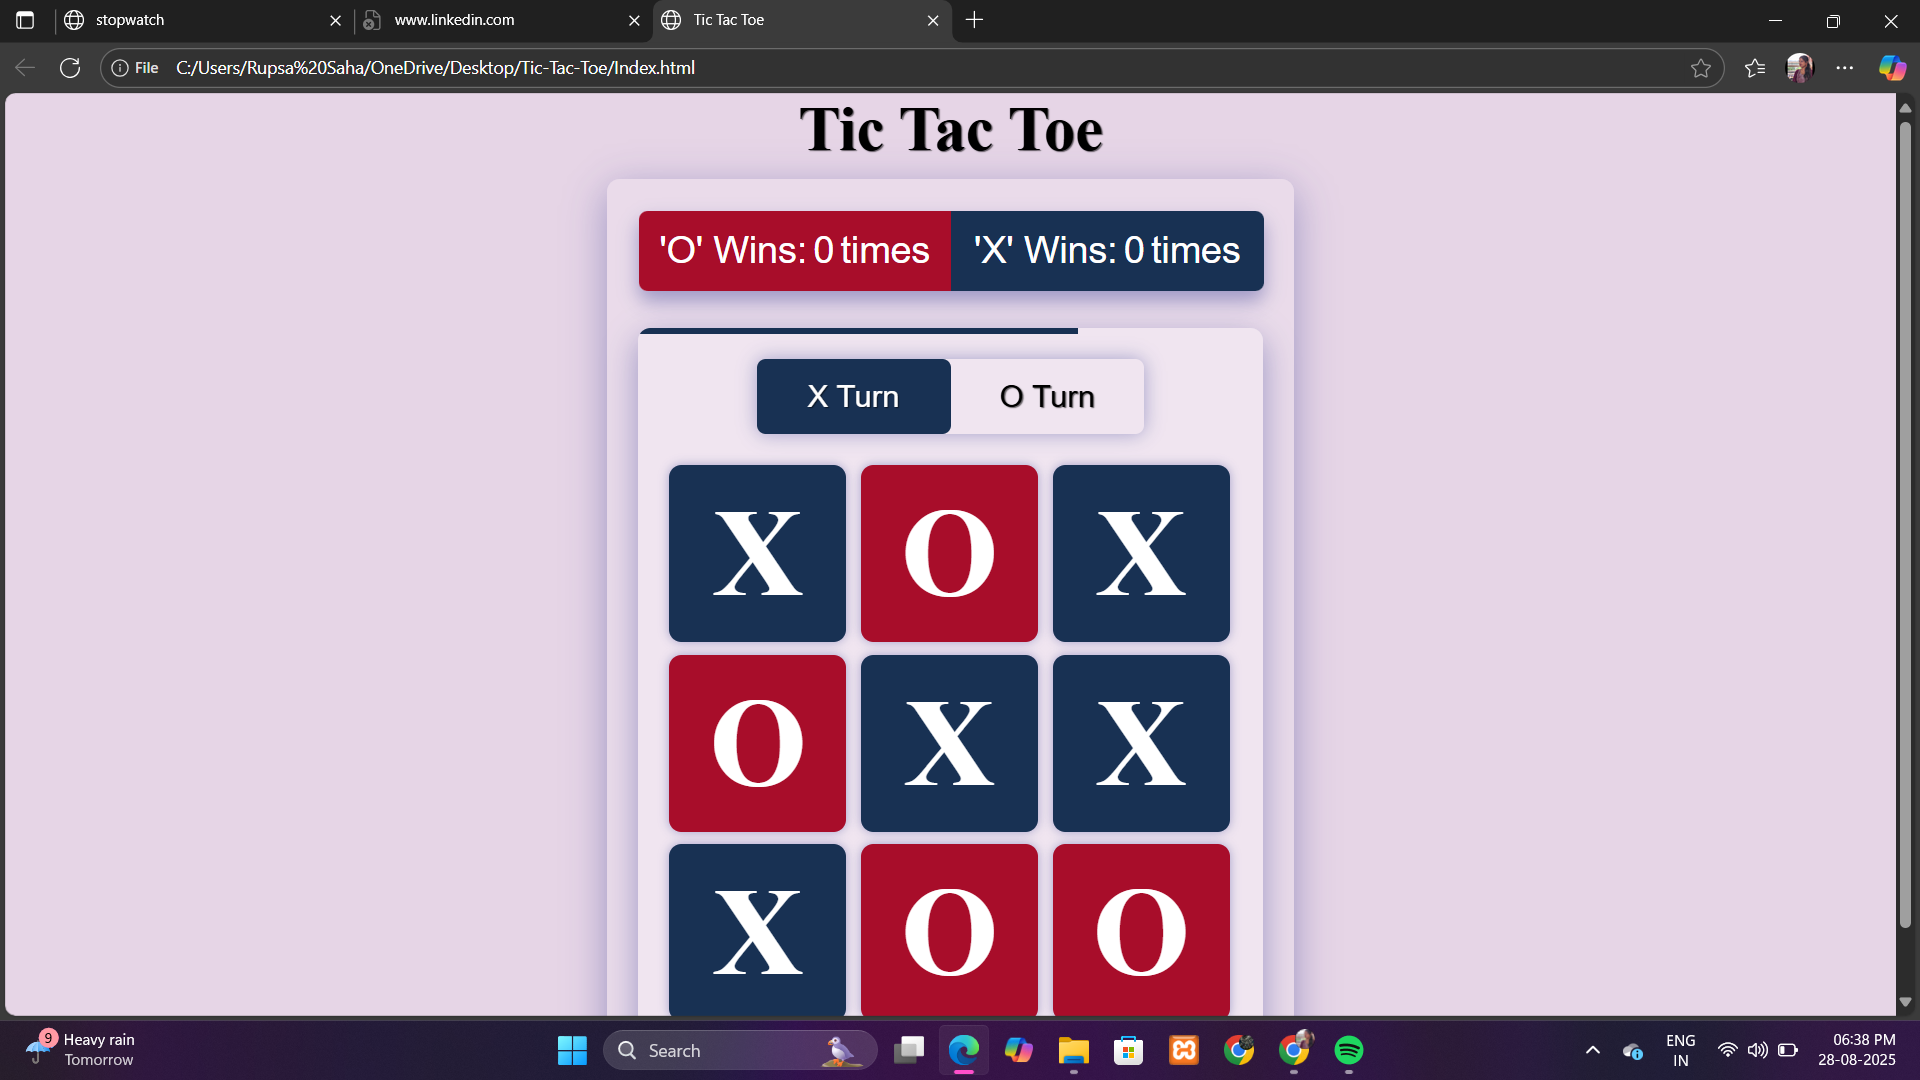 stopwatch
www.linkedin.com
Tic Tac Toe
File C:/Users/Rupsa%20Saha/OneDrive/Desktop/Tic-Tac-Toe/Index.html
Tic Tac Toe
'O' Wins: 0 times 'X' Wins: 0 times
X Turn O Turn
X O X
O X X
X O O
9
Heavy rain
Tomorrow
Search
ENG
IN
06:38 PM
28-08-2025